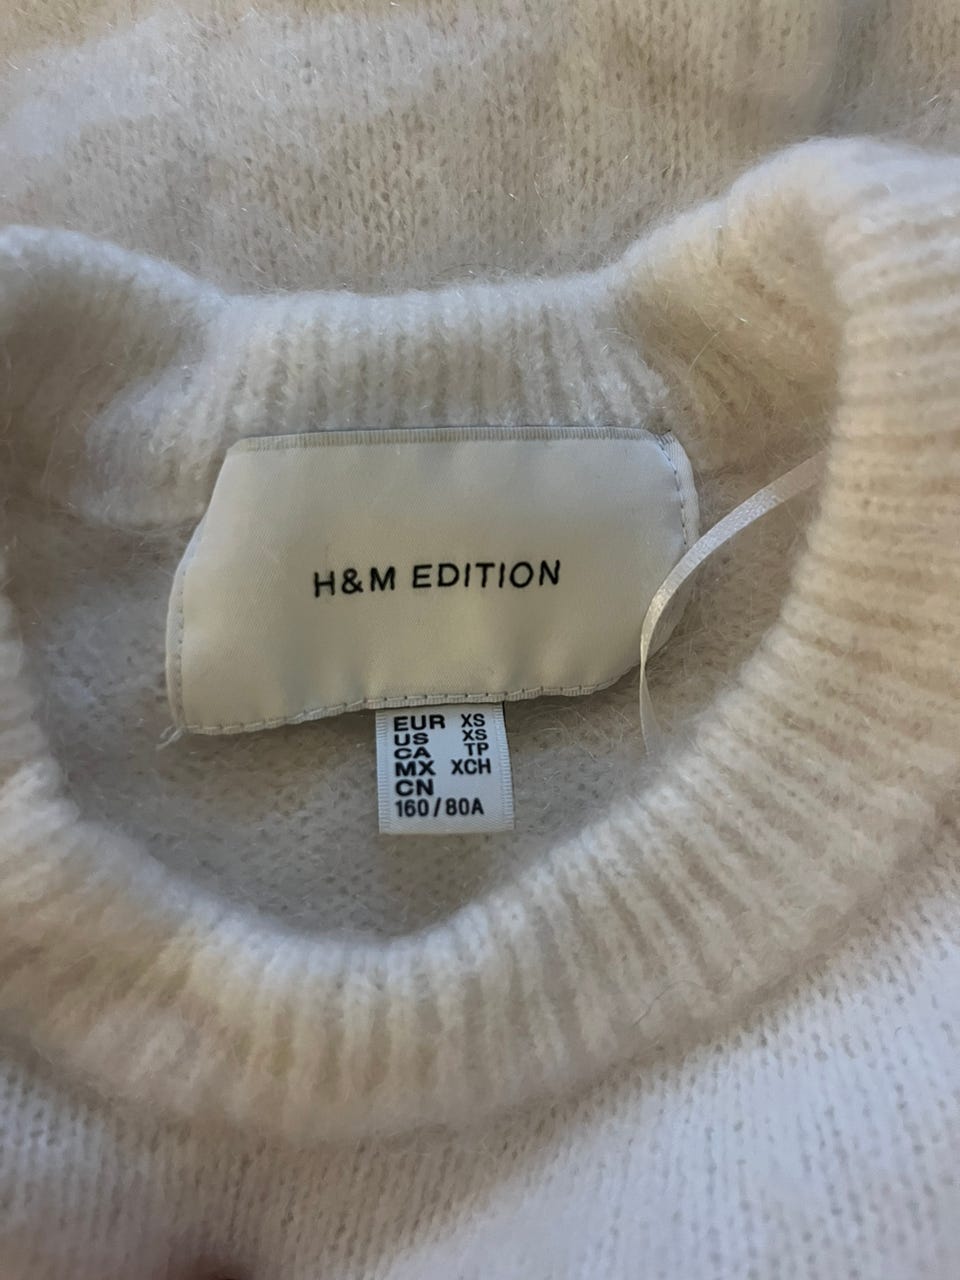 H&M EDITION
EUR XS
US XS
CA TP
MX XCH
CN
160/80A